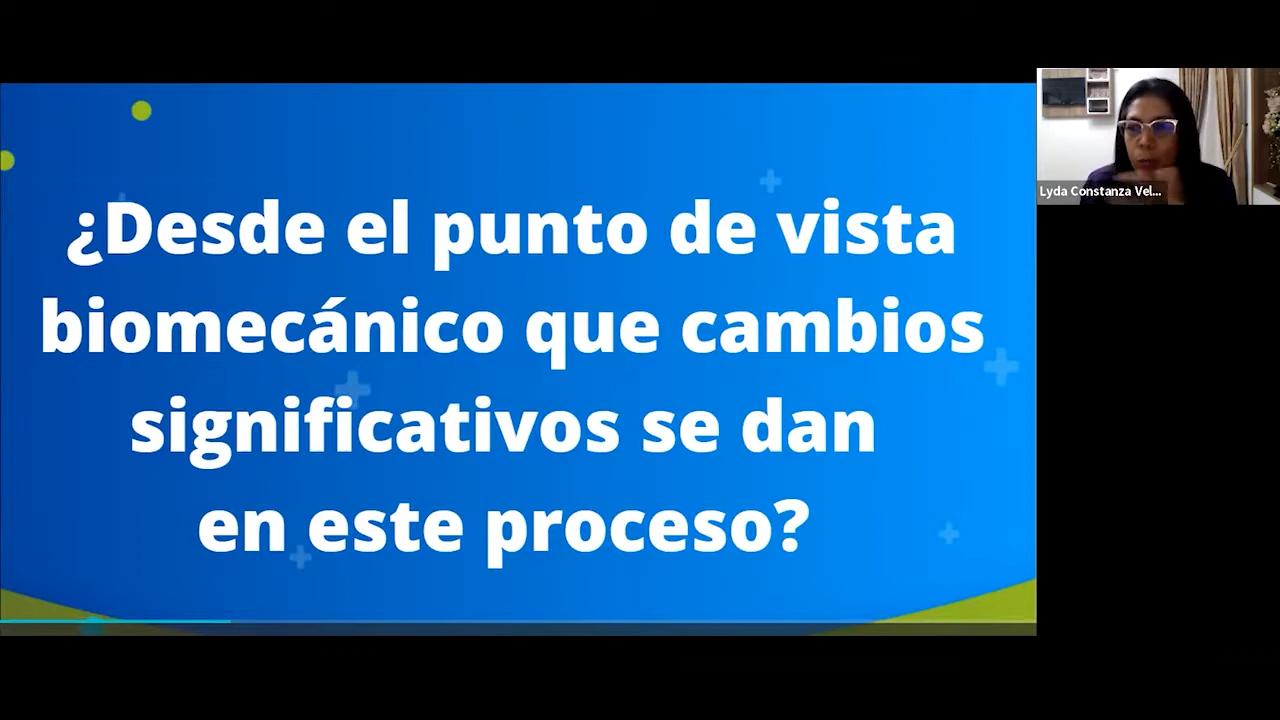 ¿Desde el punto de vista
biomecánico que cambios
significativos se dan
en este proceso?
Lyda Constanza Vel...